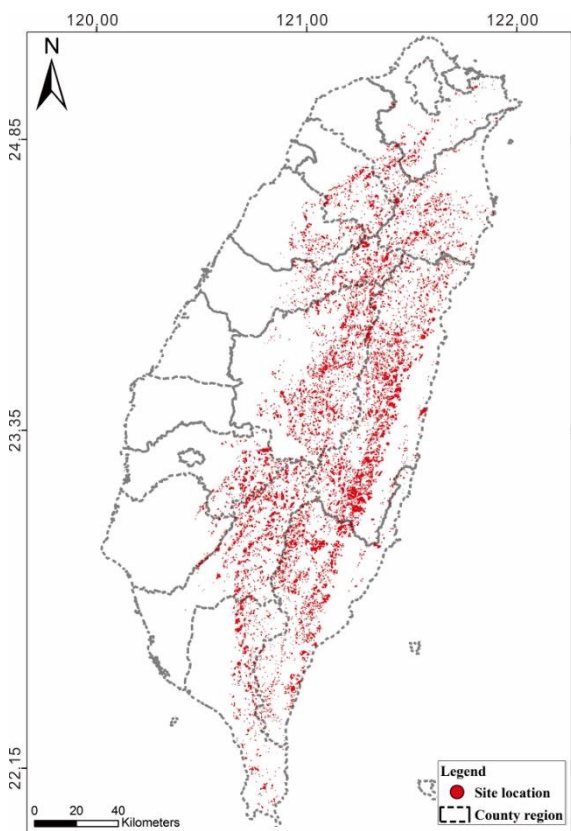 120.00 121.00 122.00
N
24.85
23.35
22.15
Legend
Site location
County region
0 20 40
Kilometers